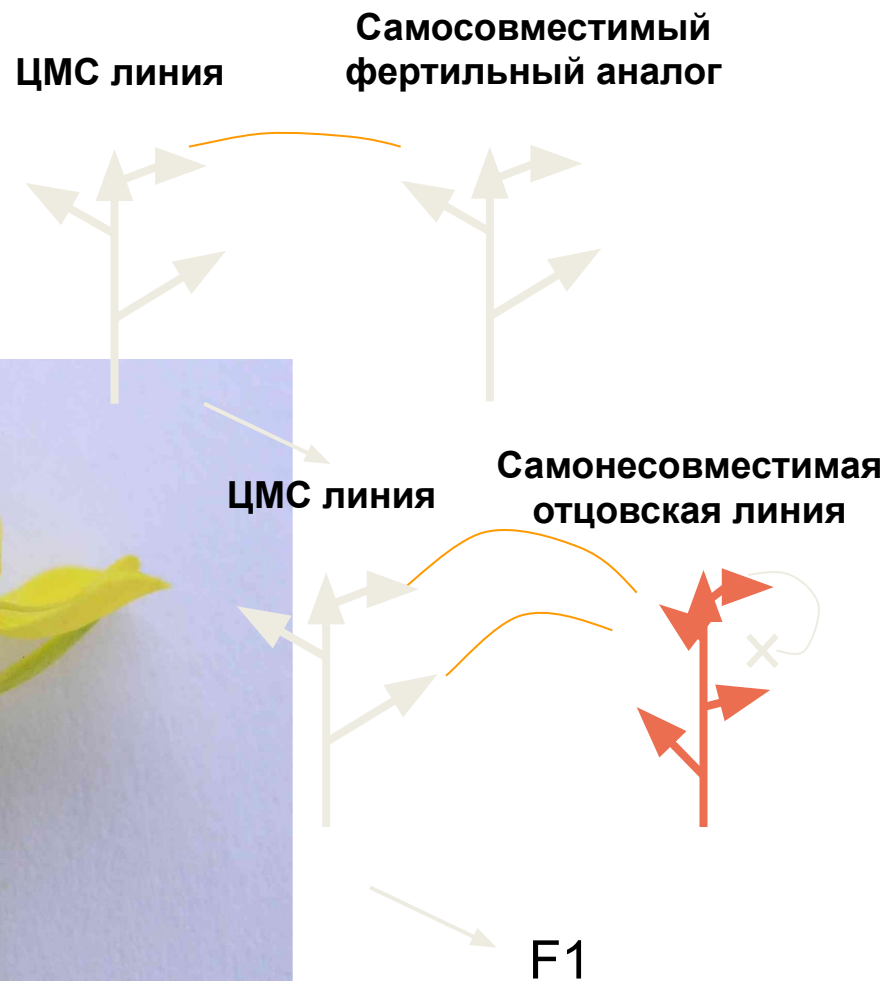 ЦМС линия
Самосовместимый
фертильный аналог
ЦМС линия
Самонесовместимая
отцовская линия
F1